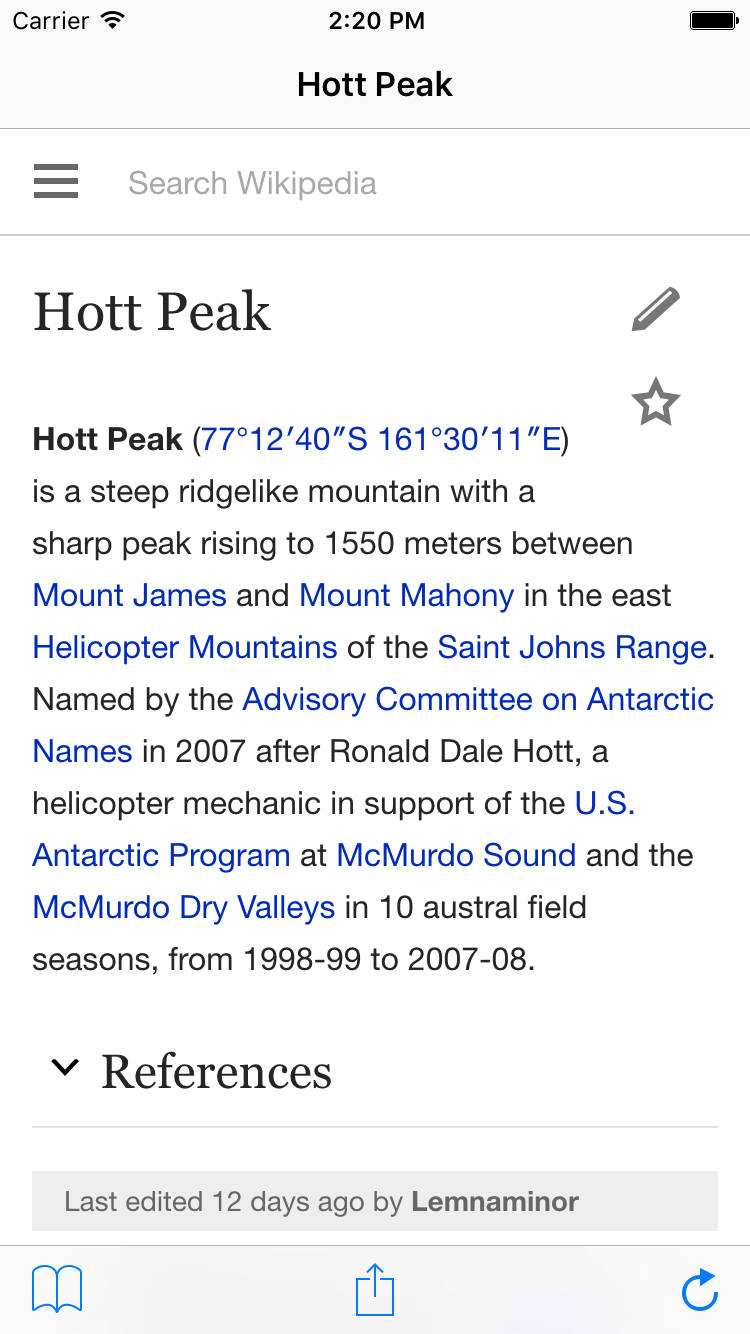 Carrier 2:20 PM
Hott Peak
Search Wikipedia
Hott Peak
Hott Peak (77°12′40″S 161°30′11″E)
is a steep ridgelike mountain with a
sharp peak rising to 1550 meters between
Mount James and Mount Mahony in the east
Helicopter Mountains of the Saint Johns Range.
Named by the Advisory Committee on Antarctic
Names in 2007 after Ronald Dale Hott, a
helicopter mechanic in support of the U.S.
Antarctic Program at McMurdo Sound and the
McMurdo Dry Valleys in 10 austral field
seasons, from 1998-99 to 2007-08.
References
Last edited 12 days ago by Lemnaminor